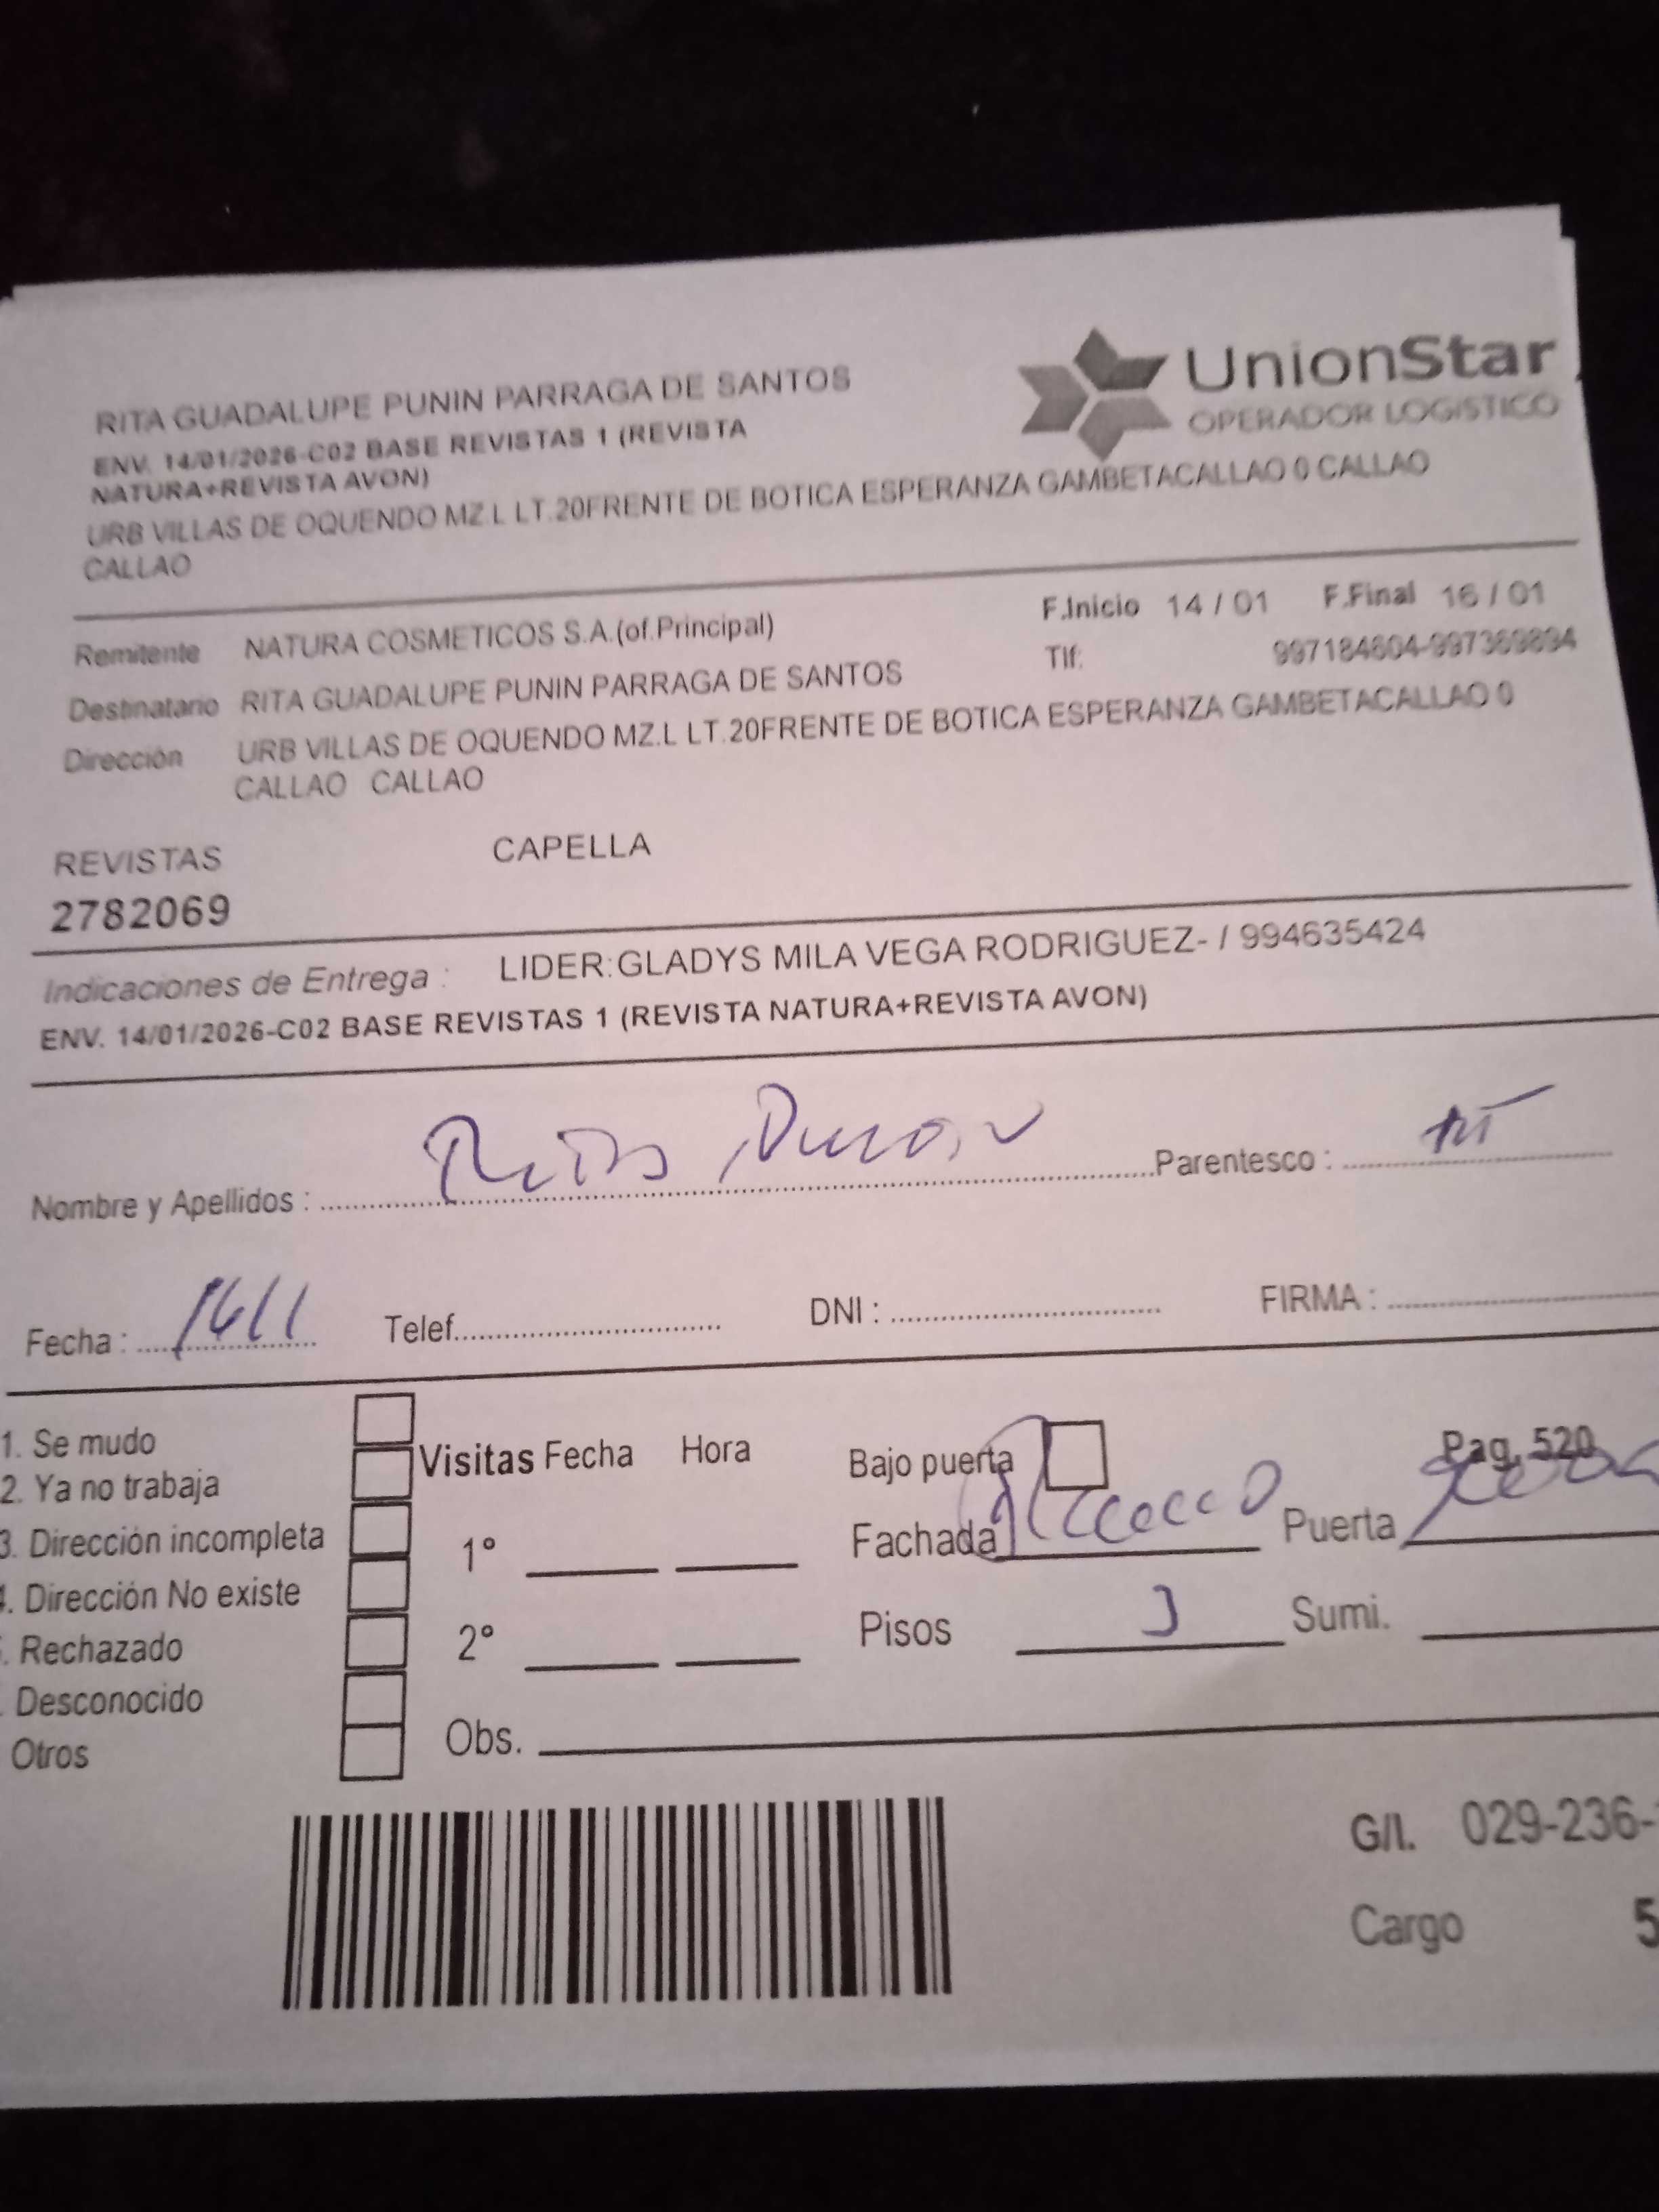 RITA GUADALUPE PUNIN PARRAGA DE SANTOS
ENV. 14/01/2026-C02 BASE REVISTAS 1 (REVISTA
NATURA+REVISTA AVON)
URB VILLAS DE OQUENDO MZ.L LT.20FRENTE DE BOTICA ESPERANZA GAMBETACALLAO 0 CALLAO
CALLAO
UnionStar
OPERADOR LOGISTICO
Remitente NATURA COSMETICOS S.A.(of.Principal) F.Inicio 14 / 01 F.Final 16 / 01
Destinatario RITA GUADALUPE PUNIN PARRAGA DE SANTOS Tlf: 997184604-997369894
Dirección URB VILLAS DE OQUENDO MZ.L LT.20FRENTE DE BOTICA ESPERANZA GAMBETACALLAO 0
CALLAO CALLAO
REVISTAS CAPELLA
2782069
Indicaciones de Entrega : LIDER:GLADYS MILA VEGA RODRIGUEZ- / 994635424
ENV. 14/01/2026-C02 BASE REVISTAS 1 (REVISTA NATURA+REVISTA AVON)
Nombre y Apellidos : Rita Parentesco :
Fecha : Telef. DNI : FIRMA :
1. Se mudo
2. Ya no trabaja
3. Dirección incompleta
4. Dirección No existe
. Rechazado
. Desconocido
Otros
Visitas Fecha Hora
1°
2°
Obs.
Bajo puerta Pag. 520
Fachada Puerta
Pisos 3 Sumi.
G/I. 029-236-
Cargo 5